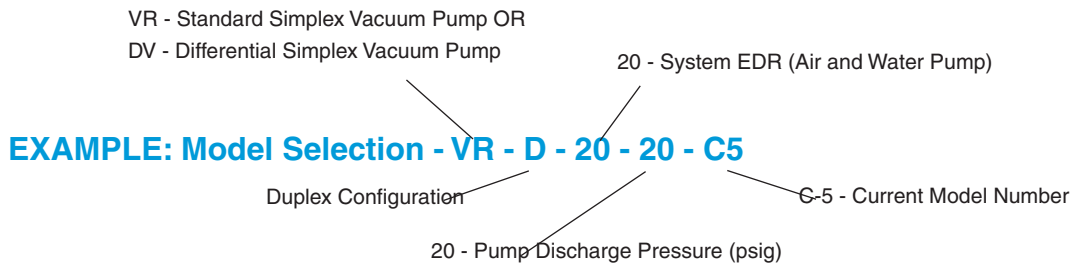 VR - Standard Simplex Vacuum Pump OR
DV - Differential Simplex Vacuum Pump
20 - System EDR (Air and Water Pump)
EXAMPLE: Model Selection - VR - D - 20 - 20 - C5
Duplex Configuration
C-5 - Current Model Number
20 - Pump Discharge Pressure (psig)